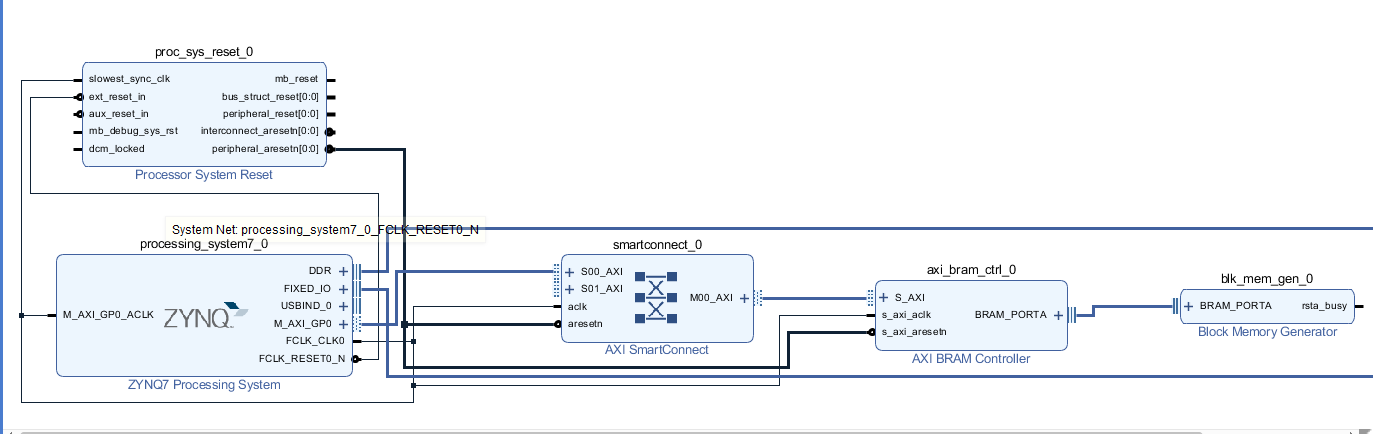 proc_sys_reset_0
slowest_sync_clk
mb_reset
ext_reset_in
bus_struct_reset[0:0]
aux_reset_in
peripheral_reset[0:0]
mb_debug_sys_rst
interconnect_aresetn[0:0]
dcm_locked
peripheral_aresetn[0:0]
Processor System Reset
System Net: processing_system7_0_FCLK_RESET0_N
processing_system7_0
DDR
FIXED_IO
USBIND_0
M_AXI_GP0_ACLK
ZYNQ
M_AXI_GP0
FCLK_CLK0
FCLK_RESET0_N
ZYNQ7 Processing System
smartconnect_0
S00_AXI
S01_AXI
M00_AXI
aclk
aresetn
AXI SmartConnect
axi_bram_ctrl_0
S_AXI
s_axi_aclk
BRAM_PORTA
s_axi_aresetn
AXI BRAM Controller
blk_mem_gen_0
BRAM_PORTA
rsta_busy
Block Memory Generator